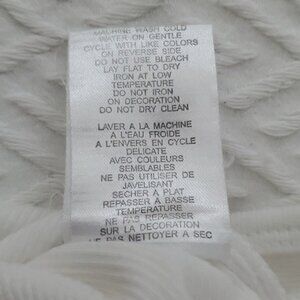 MACHINE WASH COLD
WATER ON GENTLE
CYCLE WITH LIKE COLORS
ON REVERSE SIDE
DO NOT USE BLEACH
LAY FLAT TO DRY
IRON AT LOW
TEMPERATURE
DO NOT IRON
ON DECORATION
DO NOT DRY CLEAN
LAVER A LA MACHINE
A L'EAU FROIDE
A L'ENVERS EN CYCLE
DELICATE
AVEC COULEURS
SEMBLABLES
NE PAS UTILISER DE
JAVELISANT
SECHER A PLAT
REPASSER A BASSE
TEMPERATURE
NE PAS REPASSER
SUR LA DECORATION
NE PAS NETTOYER A SEC